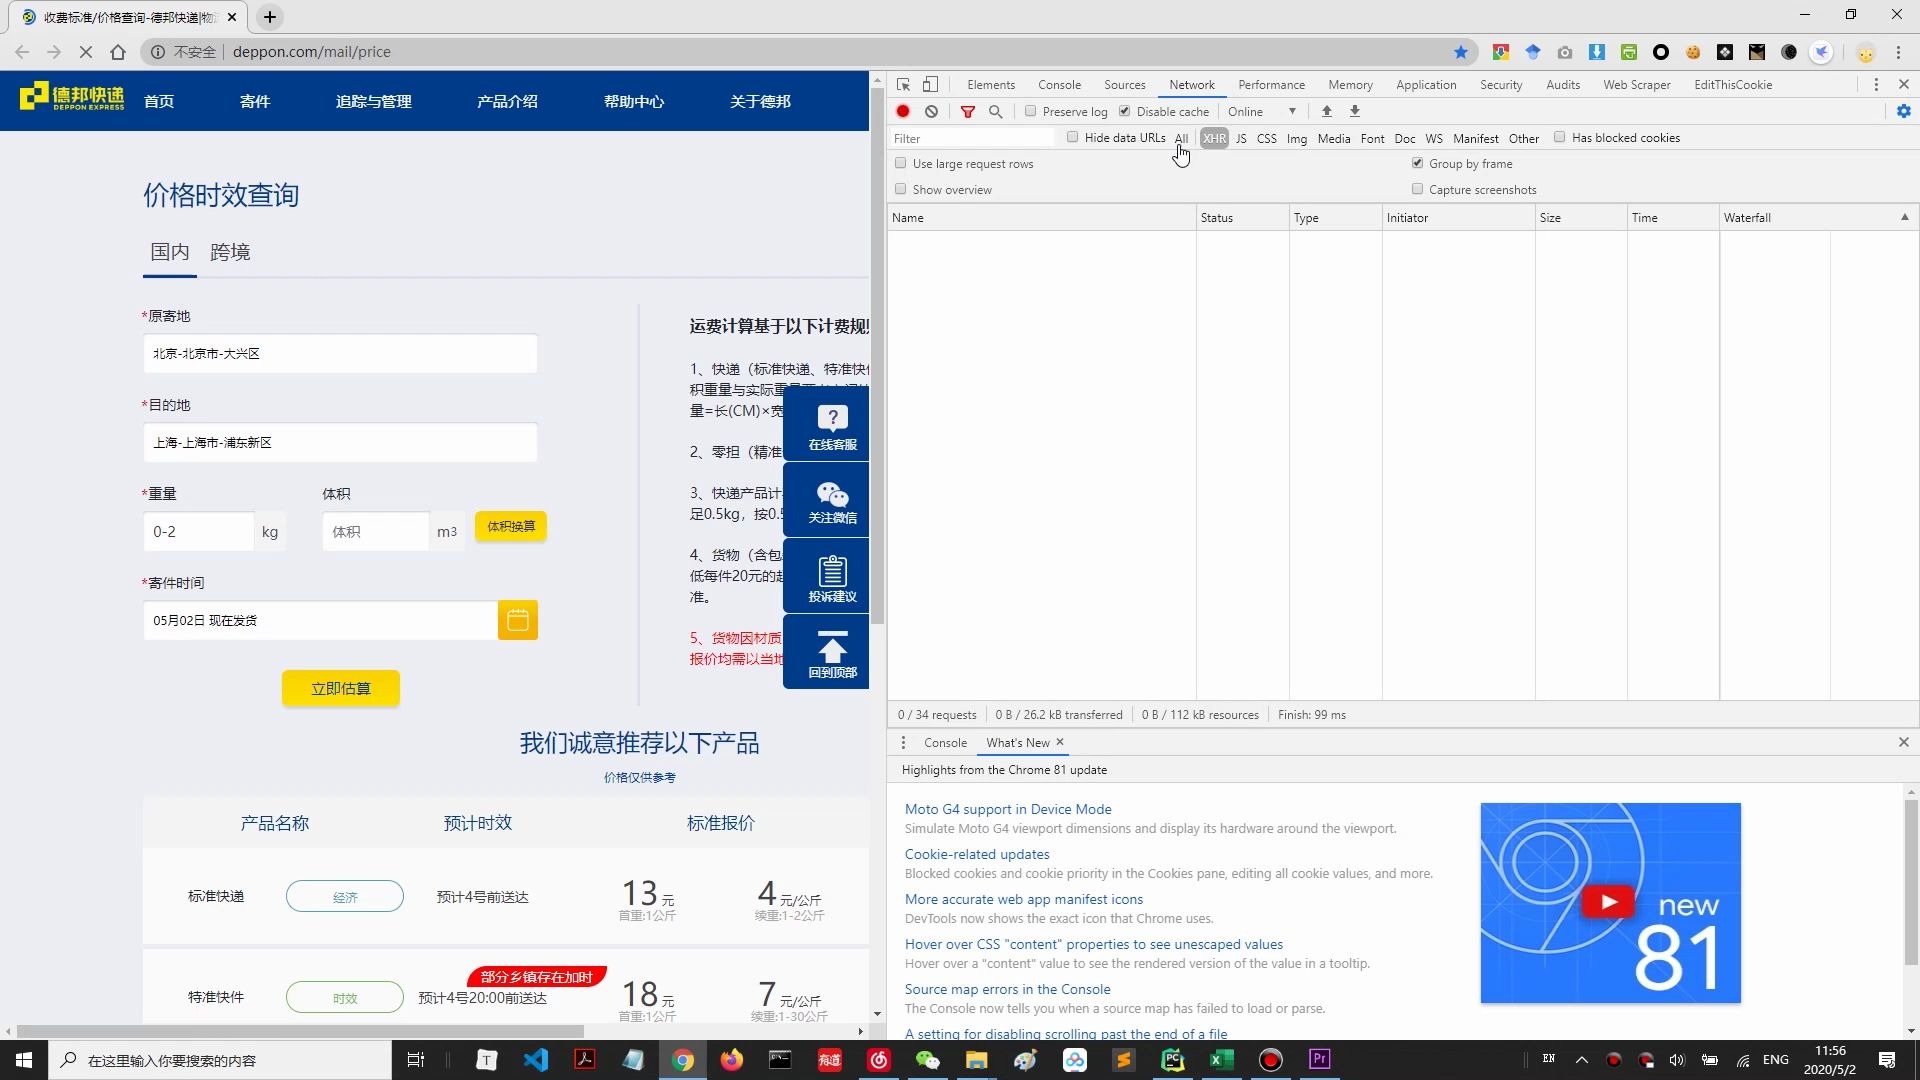 收费标准/价格查询-德邦快递|物流
不安全
deppon.com/mail/price
德邦快递
DEPPON EXPRESS
首页
寄件
追踪与管理
产品介绍
帮助中心
关于德邦
价格时效查询
国内
跨境
*原寄地
北京-北京市-大兴区
*目的地
上海-上海市-浦东新区
*重量
体积
0-2
kg
体积
m3
体积换算
*寄件时间
05月02日 现在发货
立即估算
运费计算基于以下计费规则
1、快递（标准快递、特准快
积重量与实际重
量=长(CM)×宽
2、零担（精准
3、快递产品计
足0.5kg，按0.5
4、货物（含包
低每件20元的起
准。
5、货物因材质
报价均需以当地
在线客服
关注微信
投诉建议
回到顶部
我们诚意推荐以下产品
价格仅供参考
产品名称
预计时效
标准报价
标准快递
经济
预计4号前送达
13元
首重:1公斤
4元/公斤
续重:1-2公斤
部分乡镇存在加时
特准快件
时效
预计4号20:00前送达
18元
首重:1公斤
7元/公斤
续重:1-30公斤
Elements
Console
Sources
Network
Performance
Memory
Application
Security
Audits
Web Scraper
EditThisCookie
Preserve log
Disable cache
Online
Filter
Hide data URLs
All
XHR
JS
CSS
Img
Media
Font
Doc
WS
Manifest
Other
Has blocked cookies
Use large request rows
Group by frame
Show overview
Capture screenshots
Name
Status
Type
Initiator
Size
Time
Waterfall
0 / 34 requests
0 B / 26.2 kB transferred
0 B / 112 kB resources
Finish: 99 ms
Console
What's New
Highlights from the Chrome 81 update
Moto G4 support in Device Mode
Simulate Moto G4 viewport dimensions and display its hardware around the viewport.
Cookie-related updates
Blocked cookies and cookie priority in the Cookies pane, editing all cookie values, and more.
More accurate web app manifest icons
DevTools now shows the exact icon that Chrome uses.
Hover over CSS "content" properties to see unescaped values
Hover over a "content" value to see the rendered version of the value in a tooltip.
Source map errors in the Console
The Console now tells you when a source map has failed to load or parse.
A setting for disabling scrolling past the end of a file
new
81
在这里输入你要搜索的内容
T
有道
PC
Pr
EN
ENG
11:56
2020/5/2